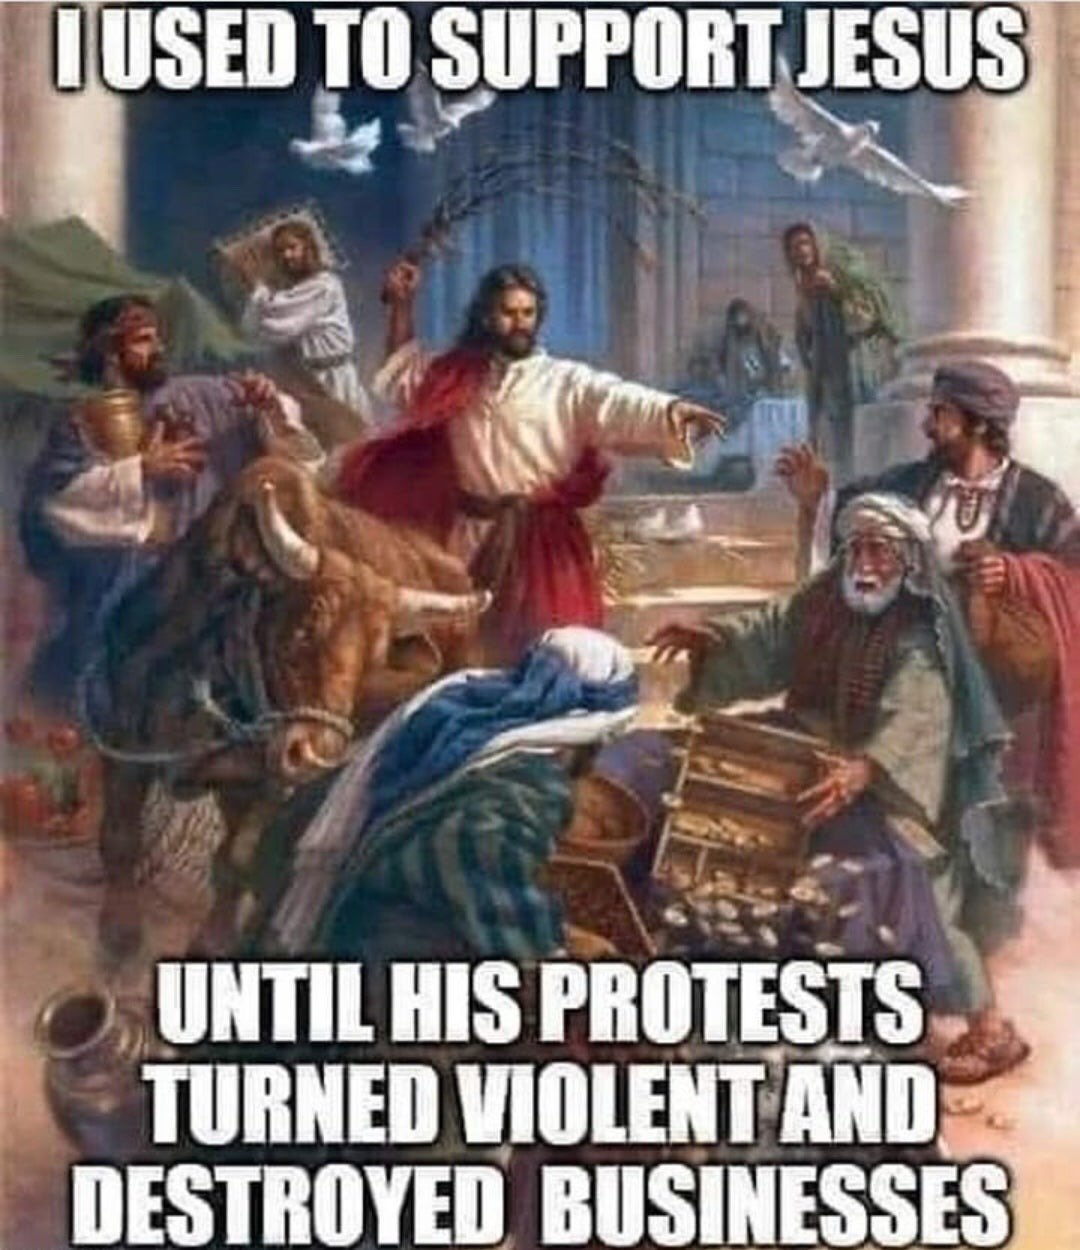 I USED TO SUPPORT JESUS
UNTIL HIS PROTESTS
TURNED VIOLENT AND
DESTROYED BUSINESSES